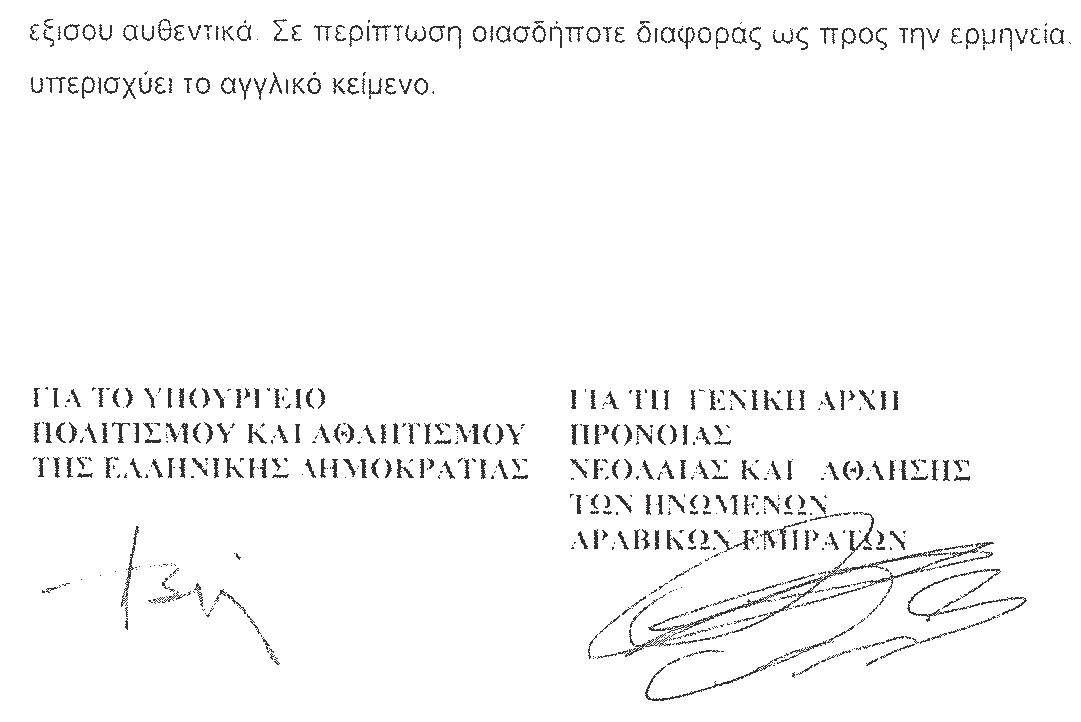 εξισου αυθεντικά. Σε περίπτωση οιασδήποτε διαφοράς ως προς την ερμηνεία.
υπερισχύει το αγγλικό κείμενο.
ΓΙΑ ΤΟ ΥΠΟΥΡΓΕΙΟ
ΠΟΛΙΤΙΣΜΟΥ ΚΑΙ ΑΘΛΗΤΙΣΜΟΥ
ΤΗΣ ΕΛΛΗΝΙΚΗΣ ΔΗΜΟΚΡΑΤΙΑΣ
ΓΙΑ ΤΗ ΓΕΝΙΚΗ ΑΡΧΗ
ΠΡΟΝΟΙΑΣ
ΝΕΟΛΑΙΑΣ ΚΑΙ ΑΘΛΗΣΗΣ
ΤΩΝ ΗΝΩΜΕΝΩΝ
ΑΡΑΒΙΚΩΝ ΕΜΙΡΑΤΩΝ